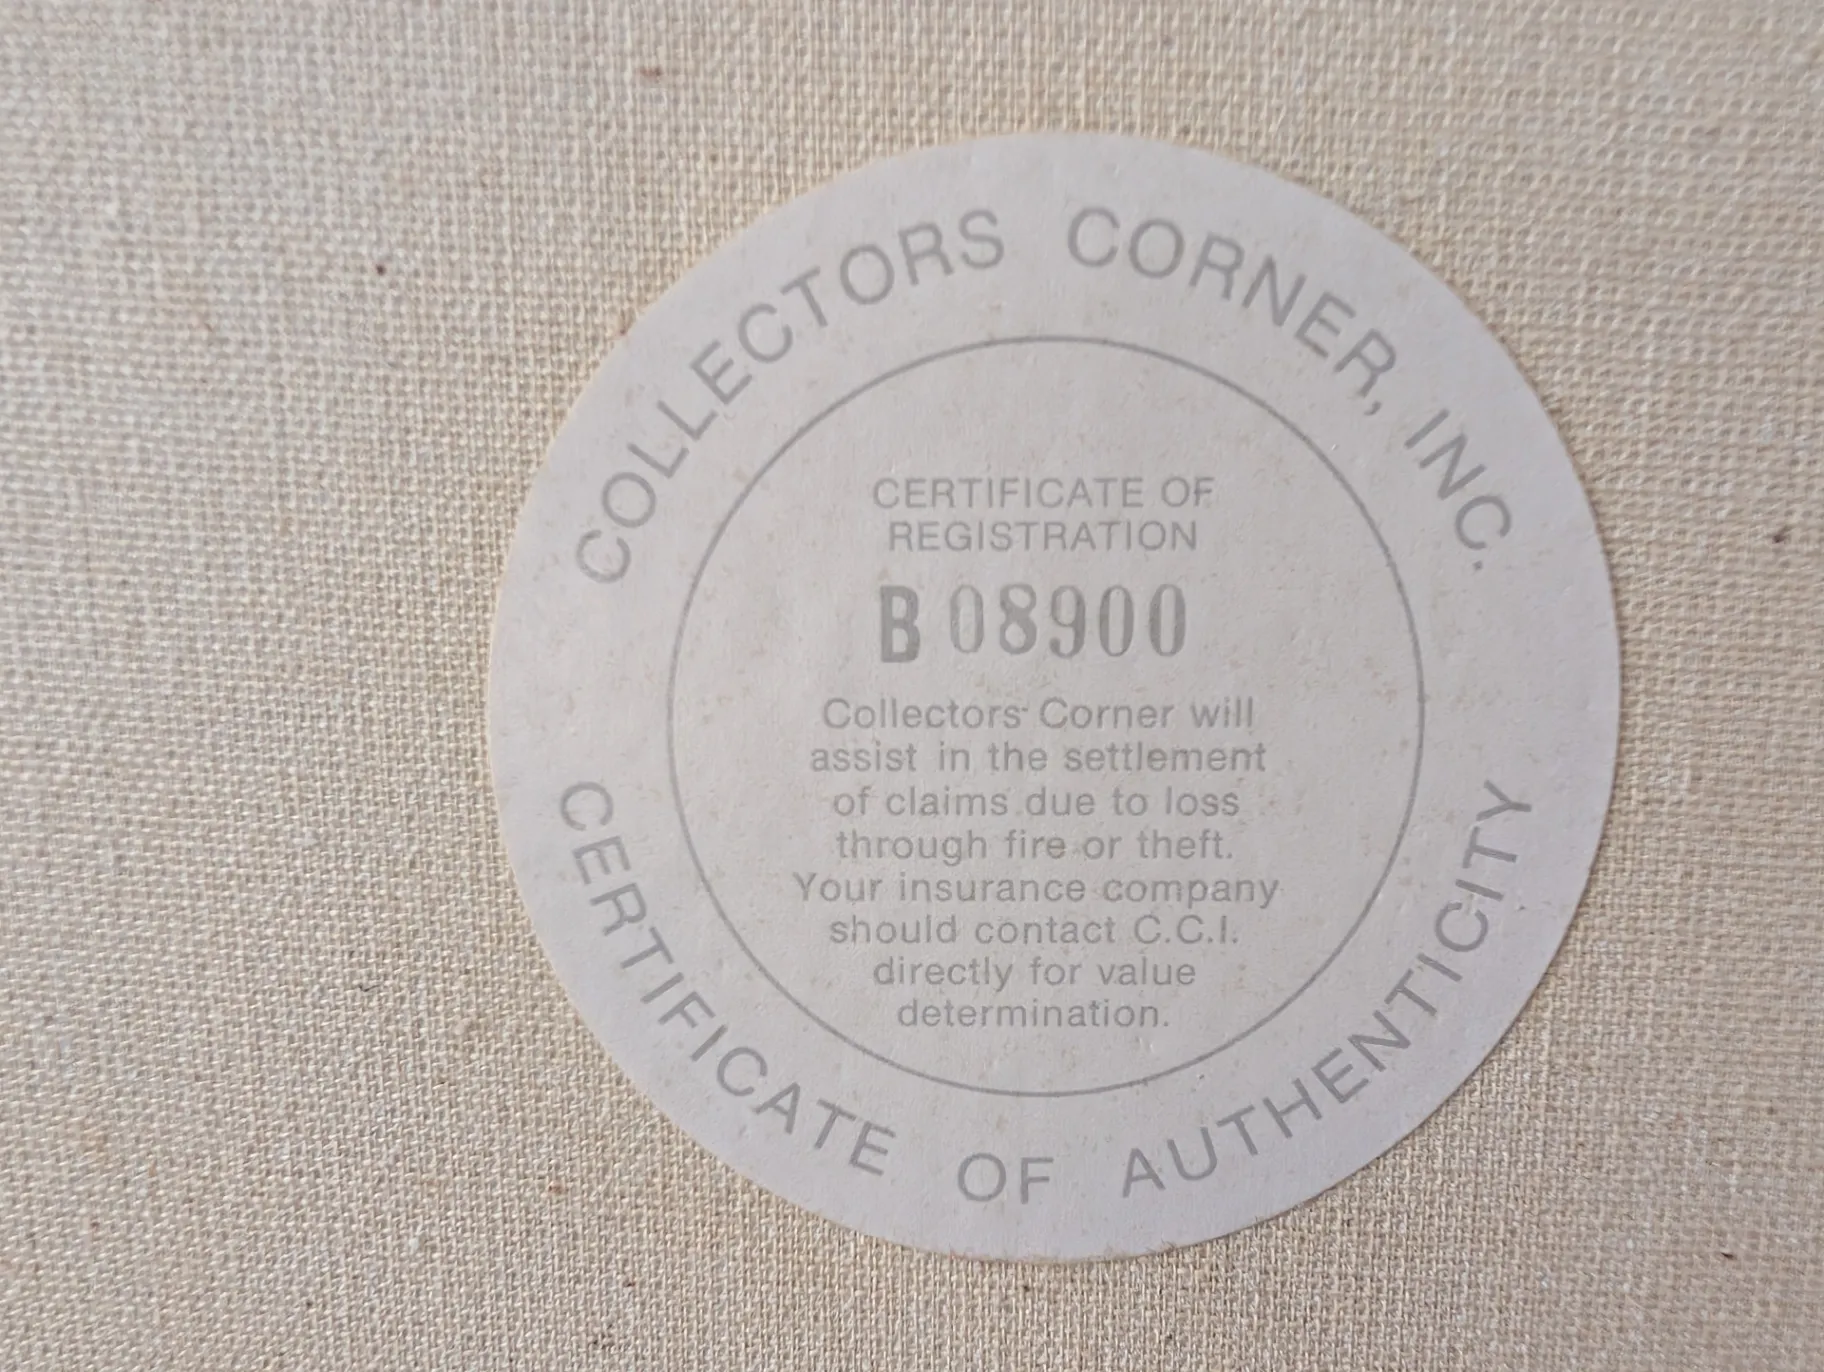 COLLECTORS CORNER, INC.
CERTIFICATE OF
REGISTRATION
B 08900
Collectors Corner will
assist in the settlement
of claims due to loss
through fire or theft.
Your insurance company
should contact C.C.I.
directly for value
determination.
CERTIFICATE OF AUTHENTICITY